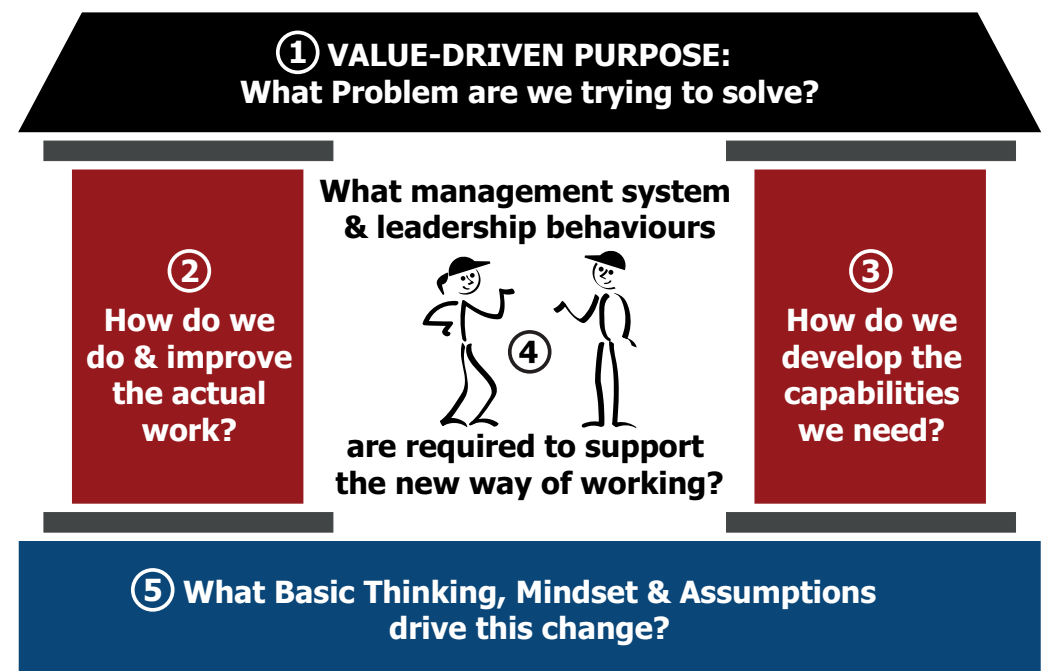 ① VALUE-DRIVEN PURPOSE:
What Problem are we trying to solve?
②
How do we
do & improve
the actual
work?
③
How do we
develop the
capabilities
we need?
What management system
& leadership behaviours
④
are required to support
the new way of working?
⑤ What Basic Thinking, Mindset & Assumptions
drive this change?